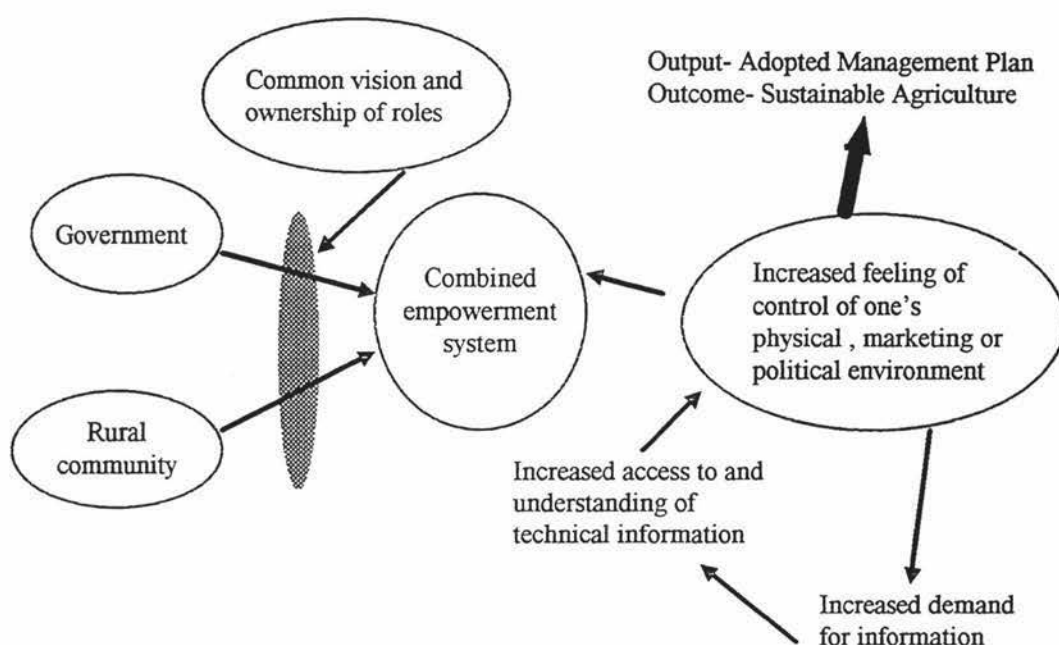 Common vision and
ownership of roles
Output- Adopted Management Plan
Outcome- Sustainable Agriculture
Government
Combined
empowerment
system
Increased feeling of
control of one's
physical , marketing or
political environment
Rural
community
Increased access to and
understanding of
technical information
Increased demand
for information